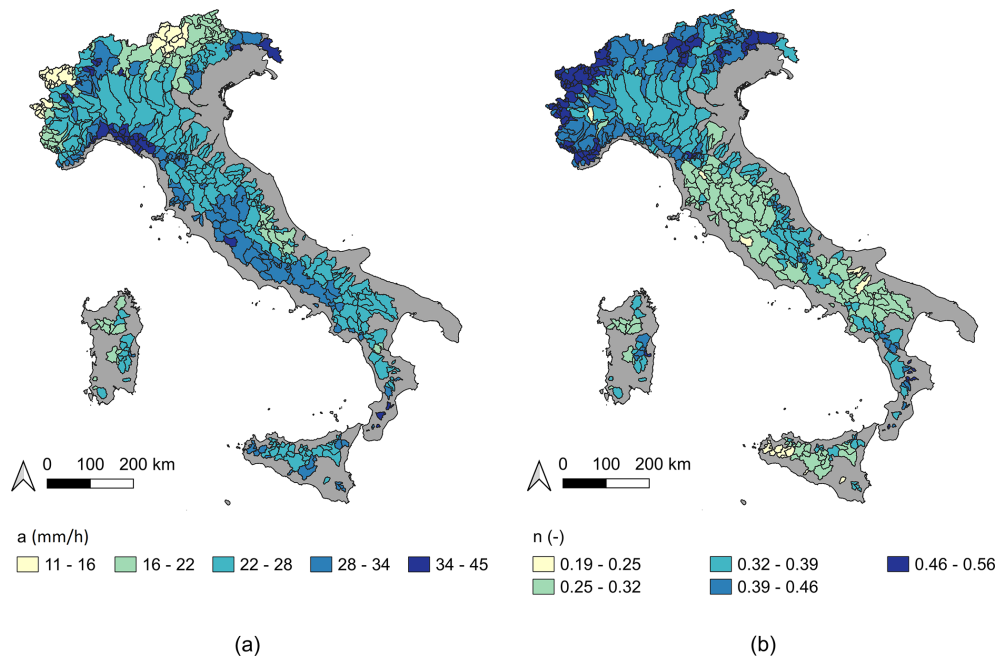 0 100 200 km
0 100 200 km
a (mm/h)
11 - 16 16 - 22 22 - 28 28 - 34 34 - 45
n (-)
0.19 - 0.25 0.32 - 0.39 0.46 - 0.56
0.25 - 0.32 0.39 - 0.46
(a)
(b)